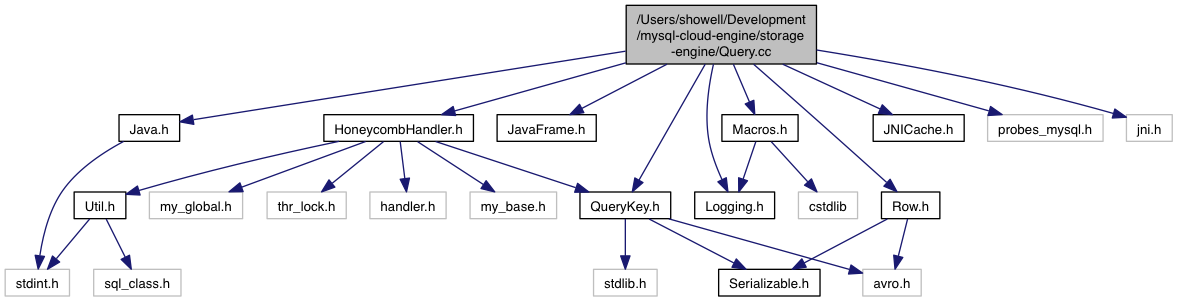 /Users/showell/Development
/mysql-cloud-engine/storage
-engine/Query.cc
Java.h
HoneycombHandler.h
JavaFrame.h
Macros.h
JNICache.h
probes_mysql.h
jni.h
Util.h
my_global.h
thr_lock.h
handler.h
my_base.h
QueryKey.h
Logging.h
cstdlib
Row.h
stdint.h
sql_class.h
stdlib.h
Serializable.h
avro.h